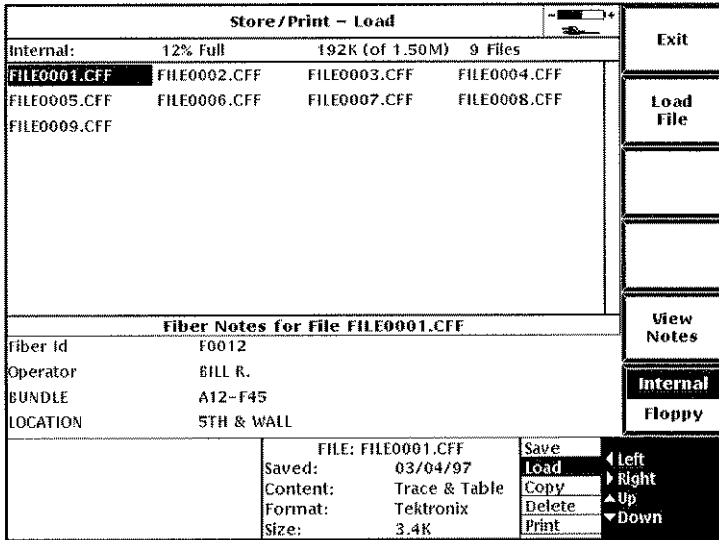 Store/Print – Load
Internal: 12% Full 192K (of 1.50M) 9 Files
FILE0001.CFF FILE0002.CFF FILE0003.CFF FILE0004.CFF
FILE0005.CFF FILE0006.CFF FILE0007.CFF FILE0008.CFF
FILE0009.CFF
Fiber Notes for File FILE0001.CFF
Fiber Id F0012
Operator BILL R.
BUNDLE A12-F45
LOCATION 5TH & WALL
FILE: FILE0001.CFF
Saved: 03/04/97
Content: Trace & Table
Format: Tektronix
Size: 3.4K
Save
Load
Copy
Delete
Print
Left
Right
Up
Down
Exit
Load
File
View
Notes
Internal
Floppy